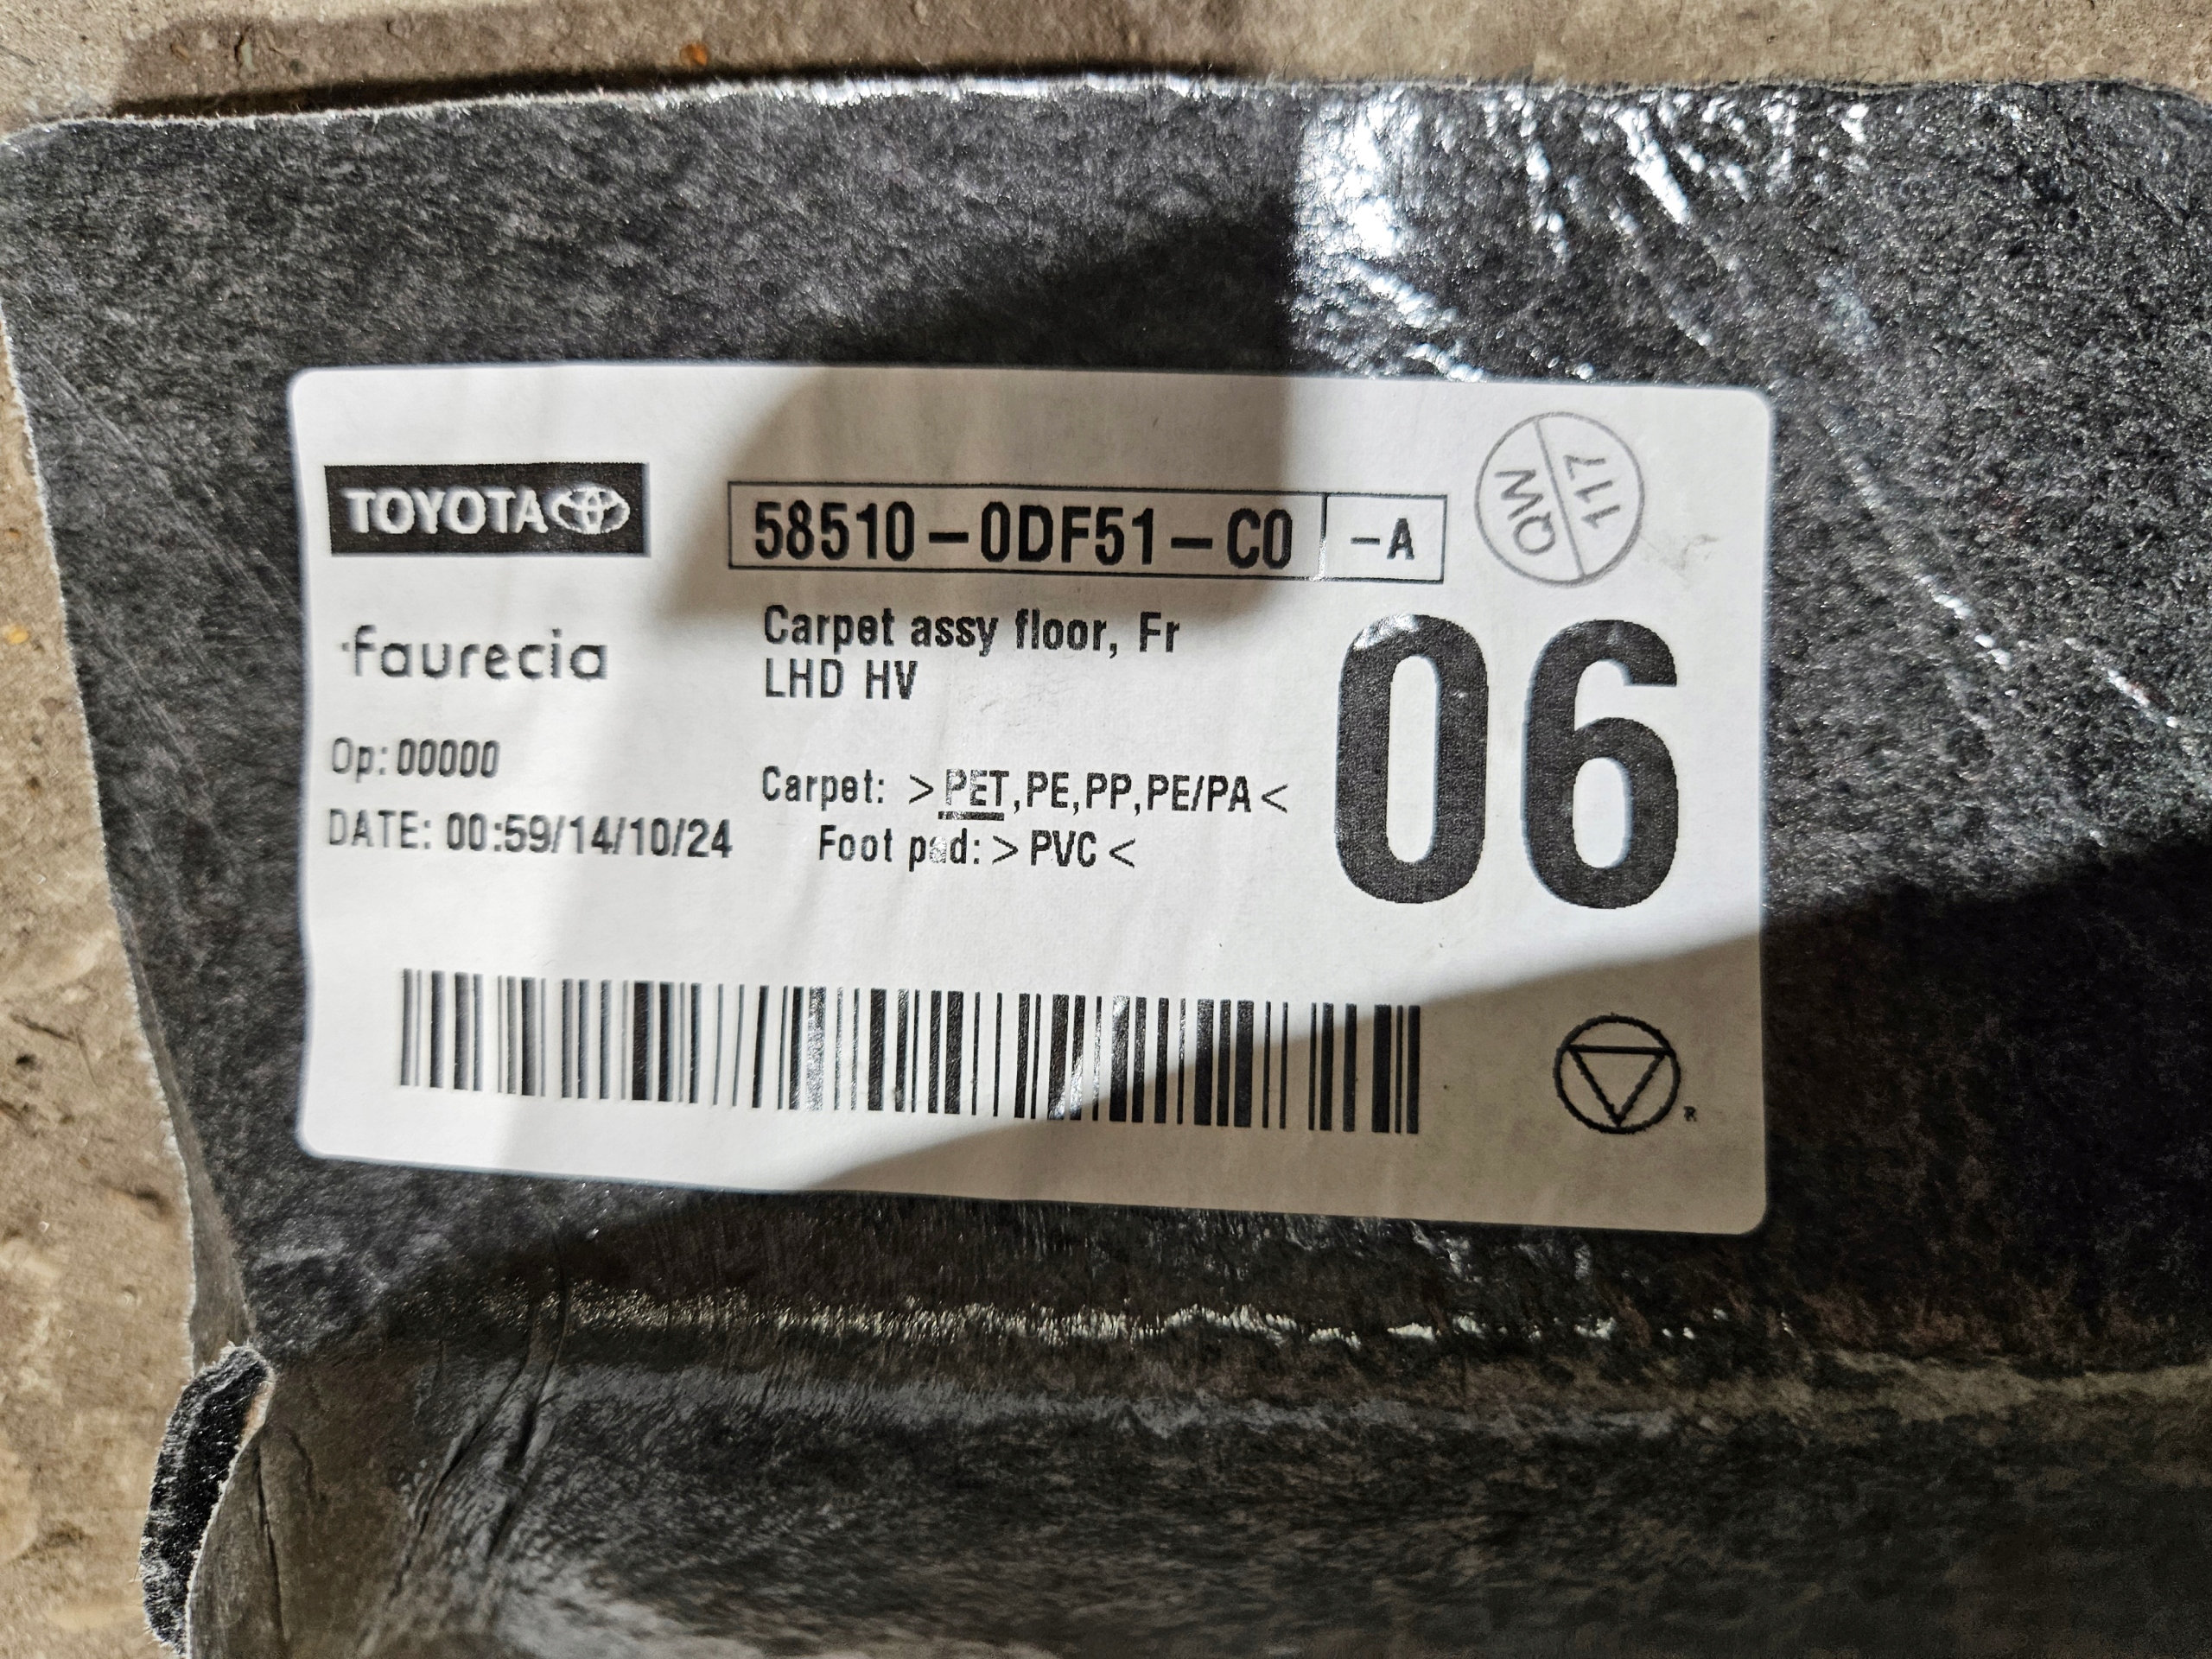 TOYOTA
58510-0DF51-C0 -A
QW 117
faurecia
Carpet assy floor, Fr
LHD HV
06
Op: 00000
DATE: 00:59/14/10/24
Carpet: >PET,PE,PP,PE/PA<
Foot pad: >PVC<
R